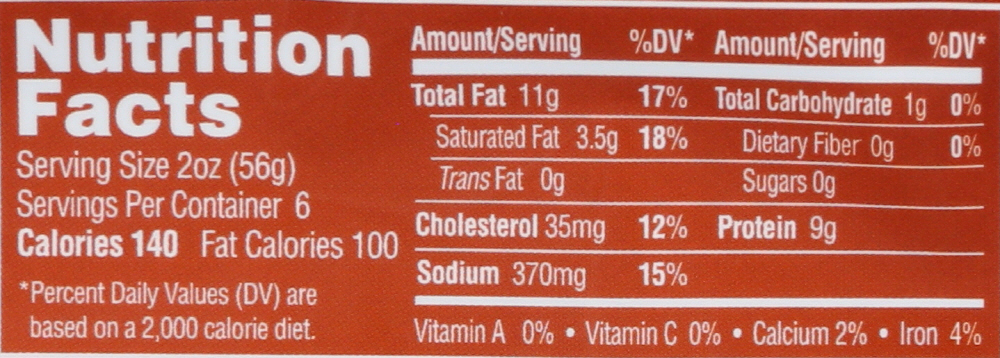 Nutrition
Facts
Serving Size 2oz (56g)
Servings Per Container 6
Calories 140 Fat Calories 100
*Percent Daily Values (DV) are
based on a 2,000 calorie diet.
Amount/Serving %DV* Amount/Serving %DV*
Total Fat 11g 17% Total Carbohydrate 1g 0%
Saturated Fat 3.5g 18% Dietary Fiber 0g 0%
Trans Fat 0g Sugars 0g
Cholesterol 35mg 12% Protein 9g
Sodium 370mg 15%
Vitamin A 0% • Vitamin C 0% • Calcium 2% • Iron 4%